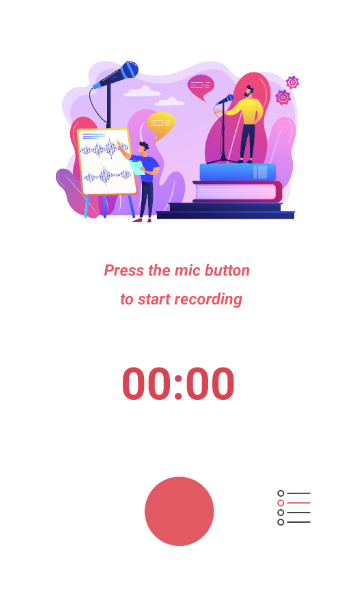 Press the mic button
to start recording
00:00